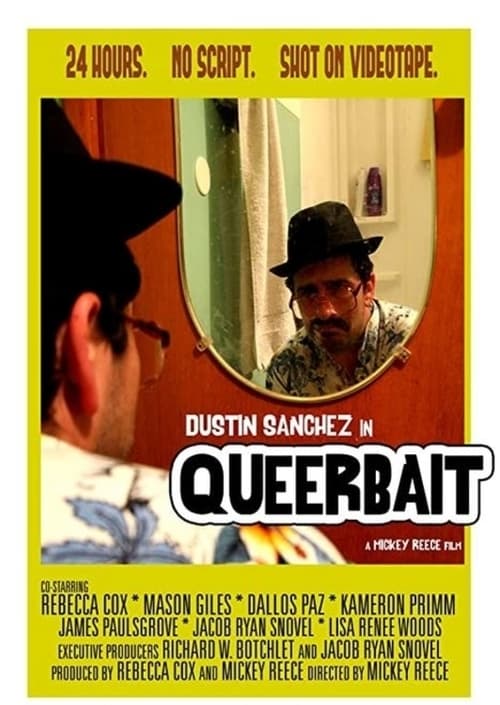 24 HOURS. NO SCRIPT. SHOT ON VIDEOTAPE.
DUSTIN SANCHEZ IN
QUEERBAIT
A MICKEY REECE FILM
CO-STARRING
REBECCA COX * MASON GILES * DALLOS PAZ * KAMERON PRIMM
JAMES PAULSGROVE * JACOB RYAN SNOVEL * LISA RENEE WOODS
EXECUTIVE PRODUCERS RICHARD W. BOTCHLET AND JACOB RYAN SNOVEL
PRODUCED BY REBECCA COX AND MICKEY REECE DIRECTED BY MICKEY REECE